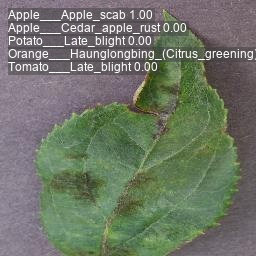 Apple___Apple_scab 1.00
Apple___Cedar_apple_rust 0.00
Potato___Late_blight 0.00
Orange___Haunglongbing_(Citrus_greening)
Tomato___Late_blight 0.00